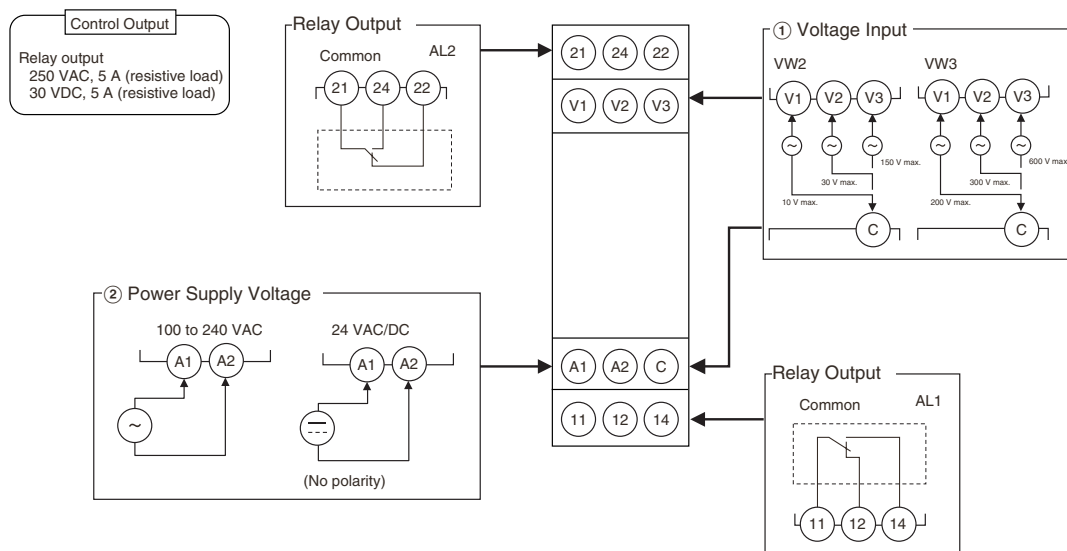 Control Output
Relay output
250 VAC, 5 A (resistive load)
30 VDC, 5 A (resistive load)
Relay Output
Common AL2
21 24 22
21 24 22
V1 V2 V3
① Voltage Input
VW2 VW3
V1 V2 V3 V1 V2 V3
~ ~ ~ ~ ~ ~
150 V max. 600 V max.
30 V max. 300 V max.
10 V max. 200 V max.
C C
② Power Supply Voltage
100 to 240 VAC 24 VAC/DC
A1 A2 A1 A2
~
(No polarity)
A1 A2 C
11 12 14
Relay Output
Common AL1
11 12 14